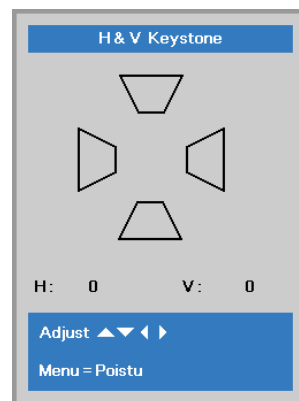 H & V Keystone
H: 0 V: 0
Adjust ▲▼◀▶
Menu = Poistu